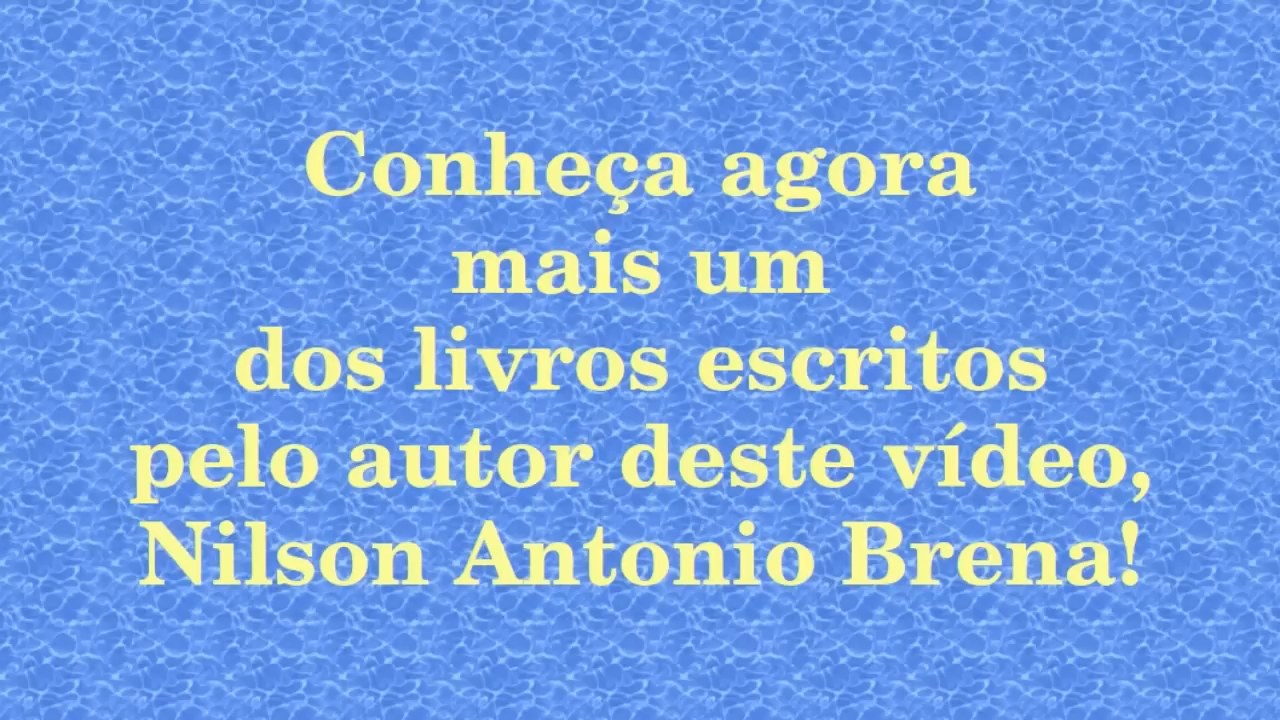 Conheça agora
mais um
dos livros escritos
pelo autor deste vídeo,
Nilson Antonio Brena!